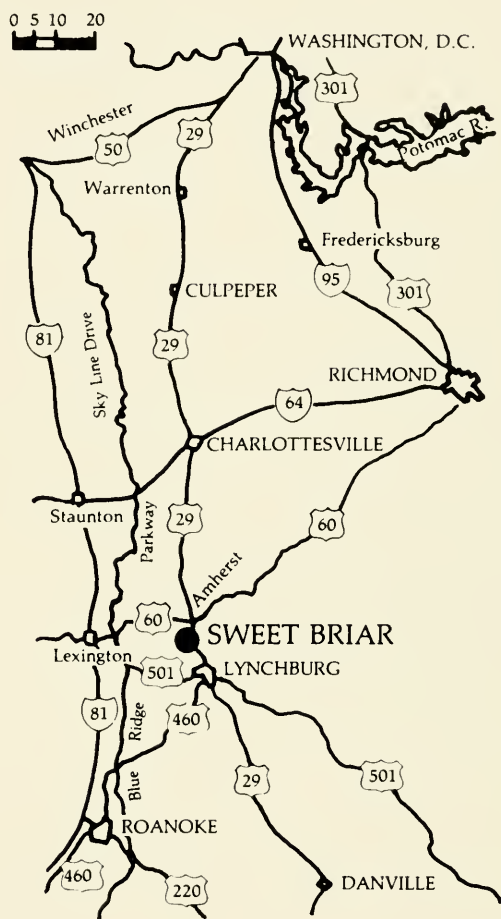 0 5 10 20
WASHINGTON, D.C.
301
Potomac R.
Winchester
50
29
Warrenton
Fredericksburg
95
301
CULPEPER
81
Sky Line Drive
29
RICHMOND
64
CHARLOTTESVILLE
Staunton
Parkway
29
60
Amherst
60
SWEET BRIAR
Lexington
501
LYNCHBURG
81
Ridge
460
Blue
29
501
ROANOKE
460
220
DANVILLE